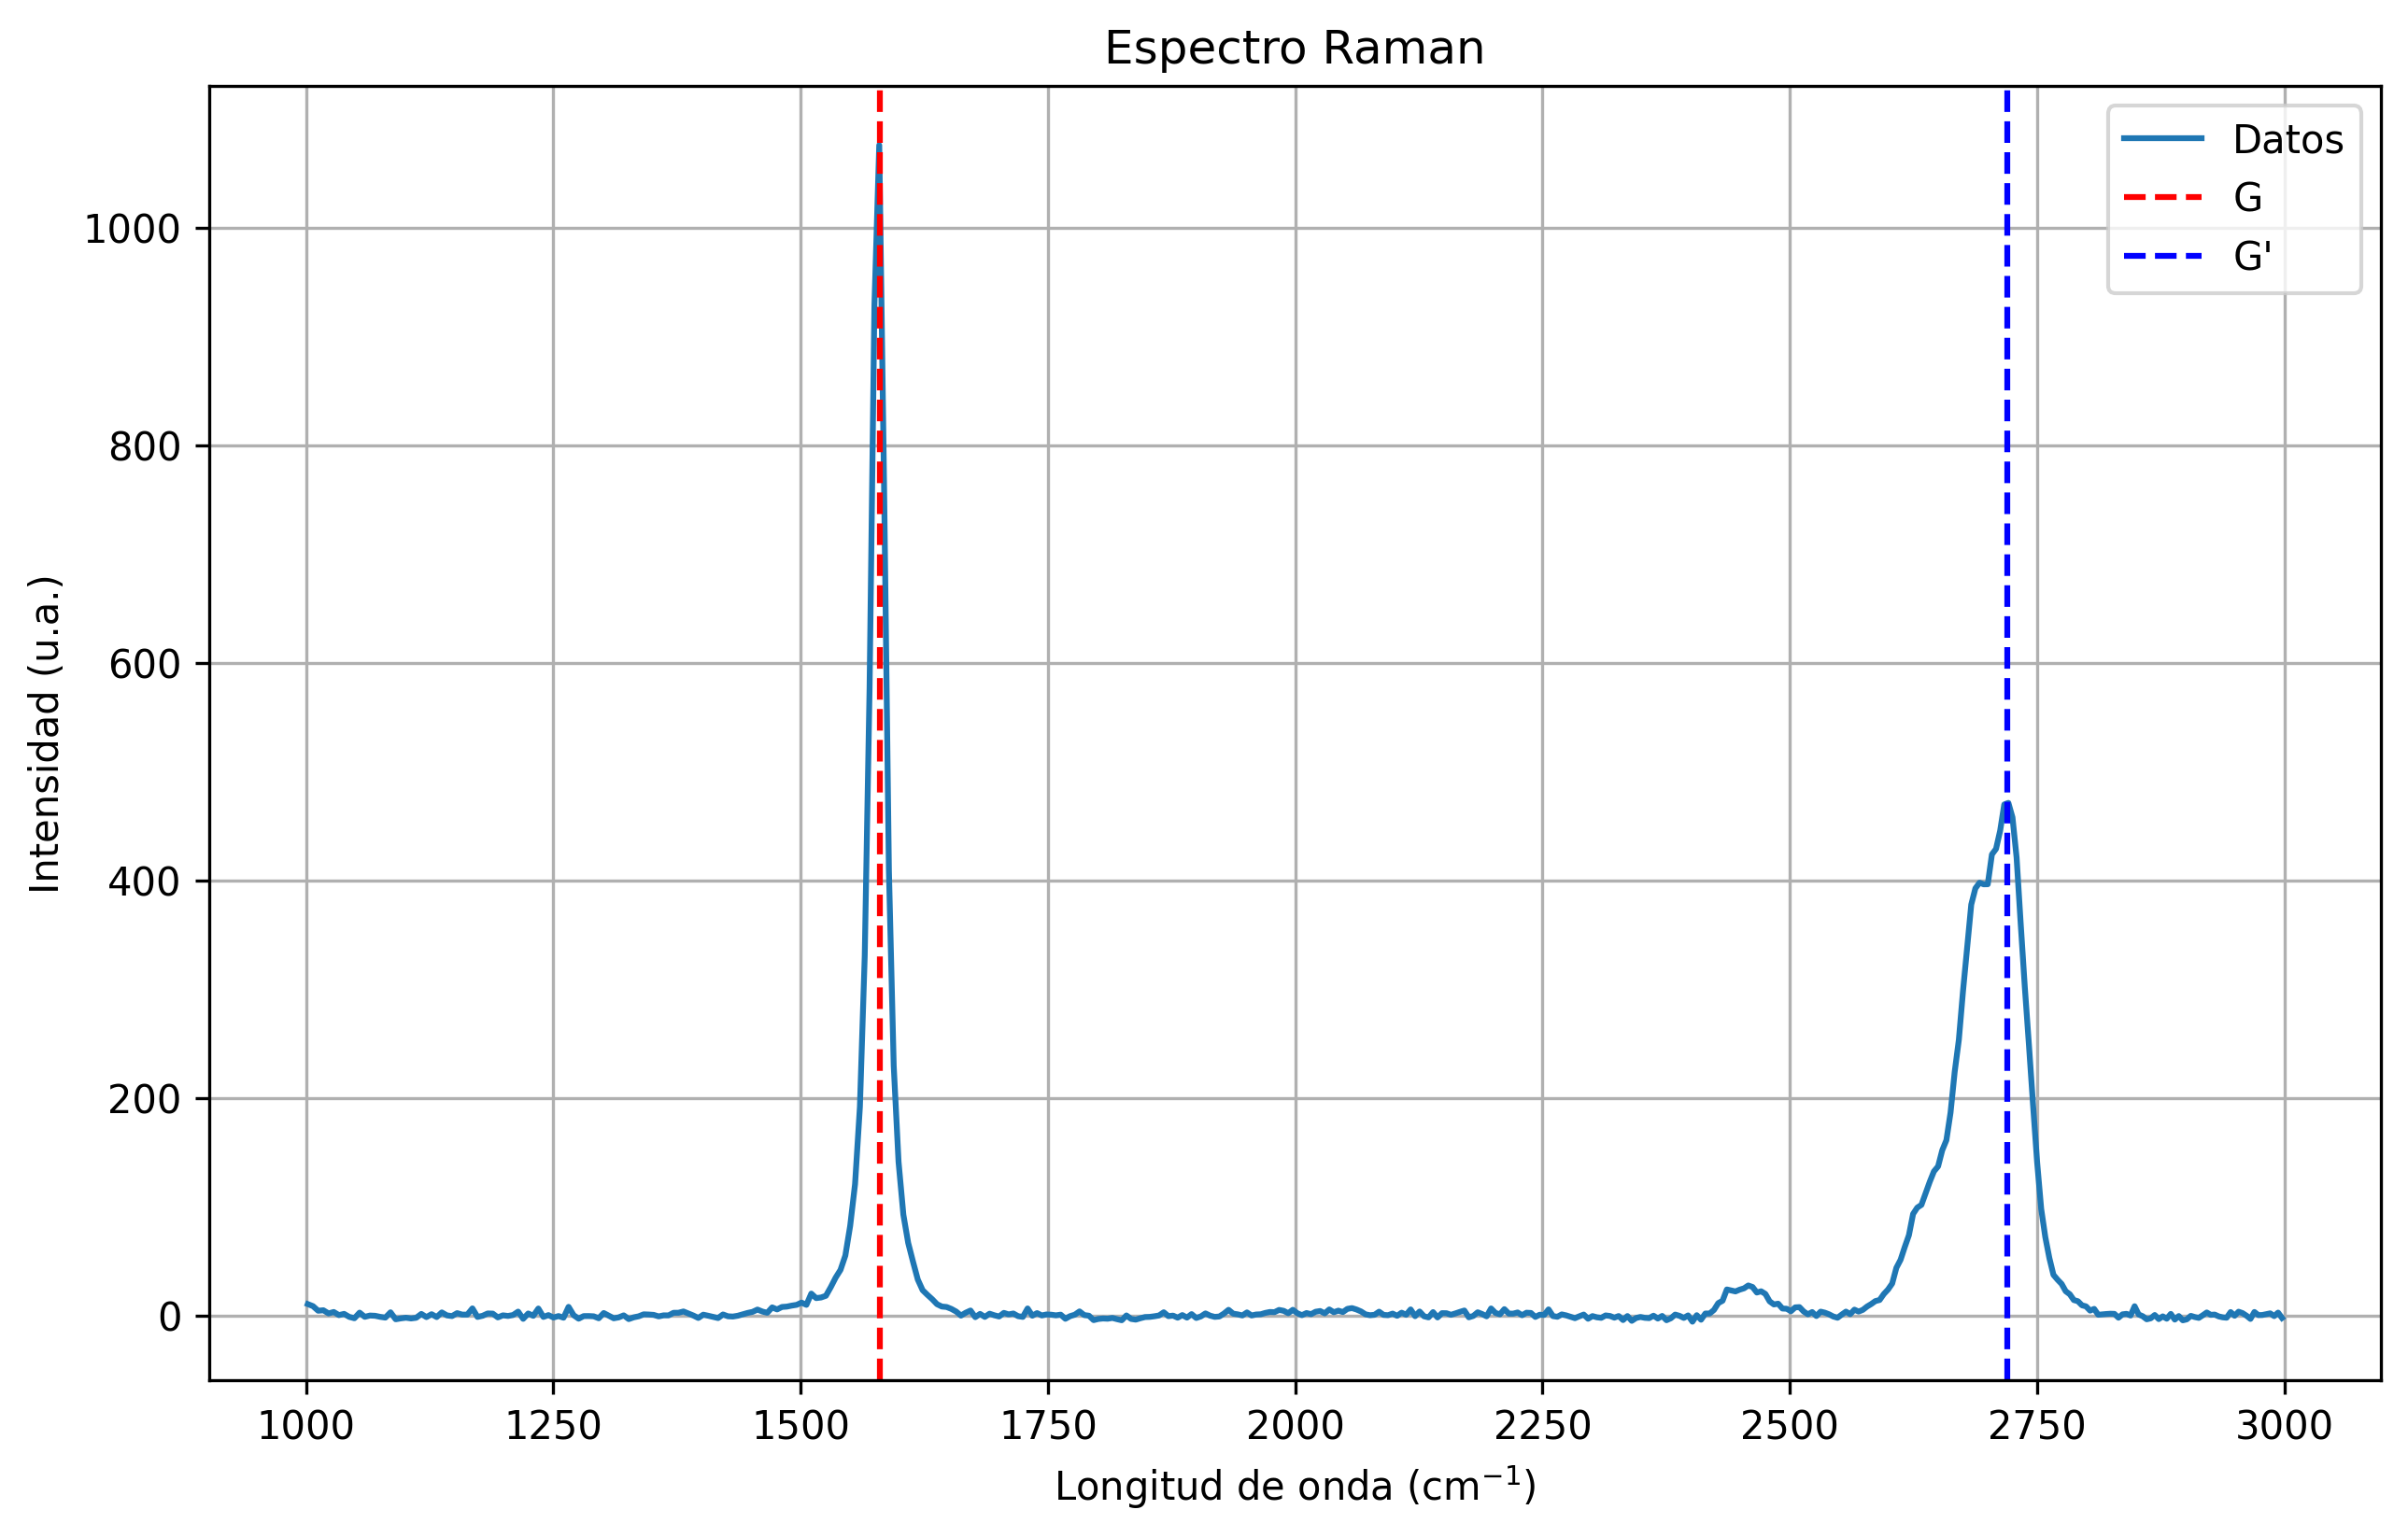 Espectro Raman
Datos
G
G'
1000
800
600
400
200
0
Intensidad (u.a.)
1000 1250 1500 1750 2000 2250 2500 2750 3000
Longitud de onda (cm⁻¹)